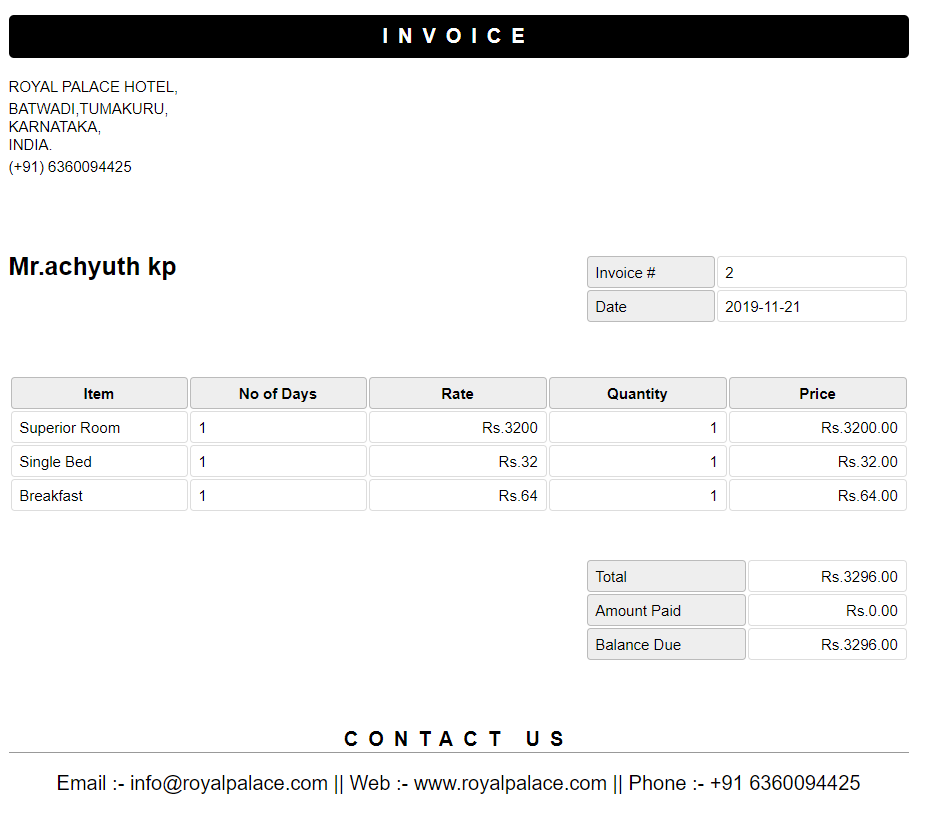 INVOICE
ROYAL PALACE HOTEL,
BATWADI,TUMAKURU,
KARNATAKA,
INDIA.
(+91) 6360094425
Mr.achyuth kp
Invoice # 2
Date 2019-11-21
Item No of Days Rate Quantity Price
Superior Room 1 Rs.3200 1 Rs.3200.00
Single Bed 1 Rs.32 1 Rs.32.00
Breakfast 1 Rs.64 1 Rs.64.00
Total Rs.3296.00
Amount Paid Rs.0.00
Balance Due Rs.3296.00
CONTACT US
Email :- info@royalpalace.com || Web :- www.royalpalace.com || Phone :- +91 6360094425